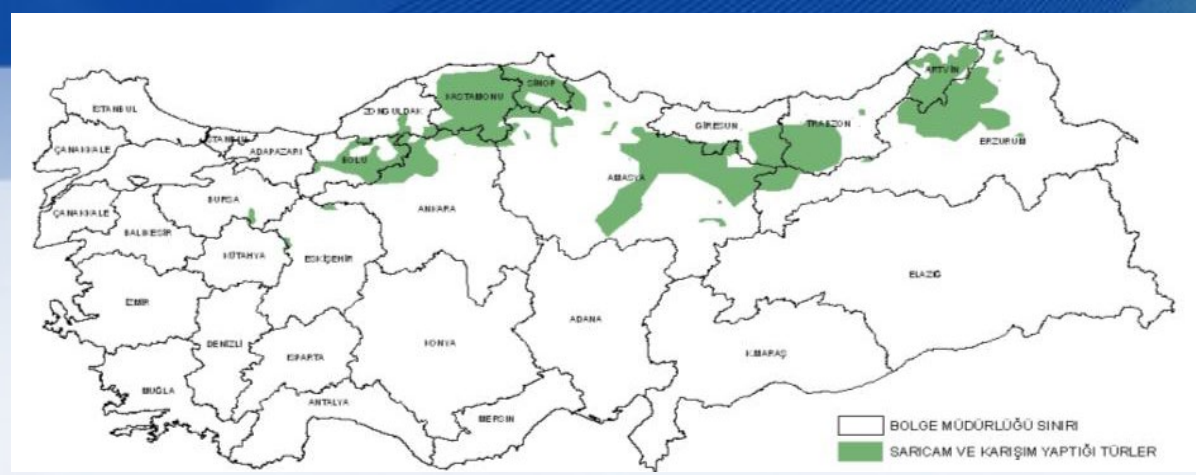 SİNOP
KASTAMONU
ARTVİN
İSTANBUL
ZONGULDAK
TRABZON
GİRESUN
İSTANBUL
ERZURUM
ÇANAKKALE
ADAPAZARI
BOLU
AMASYA
BURSA
ANKARA
ÇANAKKALE
BALIKESİR
KÜTAHYA
ESKİŞEHİR
ELAZIĞ
İZMİR
ADANA
DENİZLİ
KONYA
K.MARAŞ
ISPARTA
MUĞLA
ANTALYA
MERSİN
BÖLGE MÜDÜRLÜĞÜ SINIRI
SARIÇAM VE KARIŞIM YAPTIĞI TÜRLER